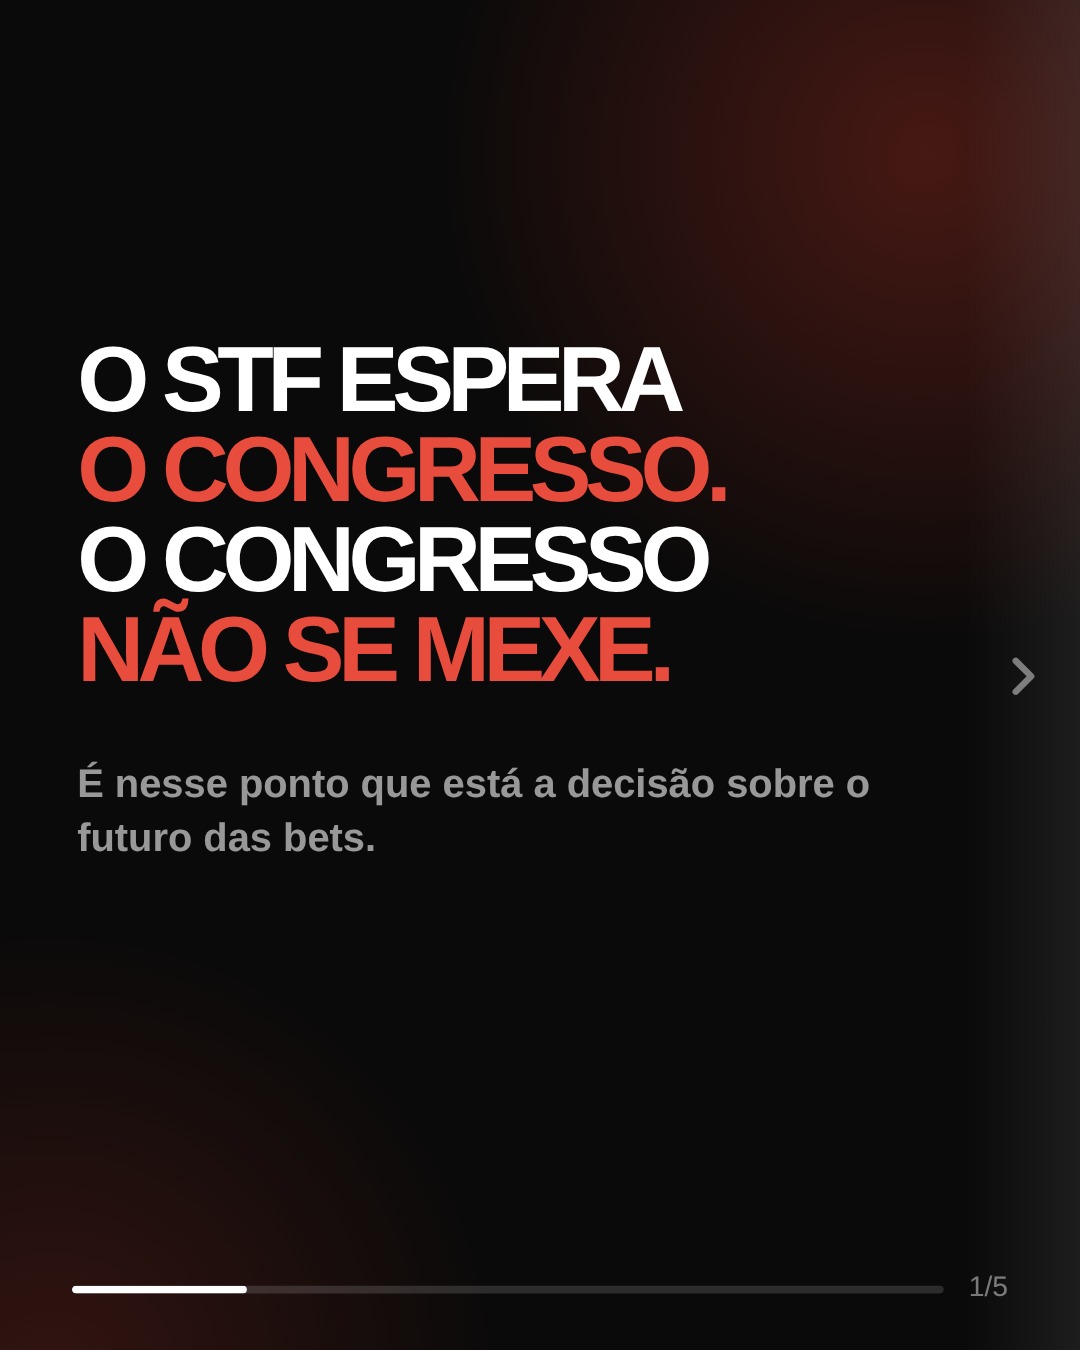 O STF ESPERA
O CONGRESSO.
O CONGRESSO
NÃO SE MEXE.
É nesse ponto que está a decisão sobre o
futuro das bets.
1/5